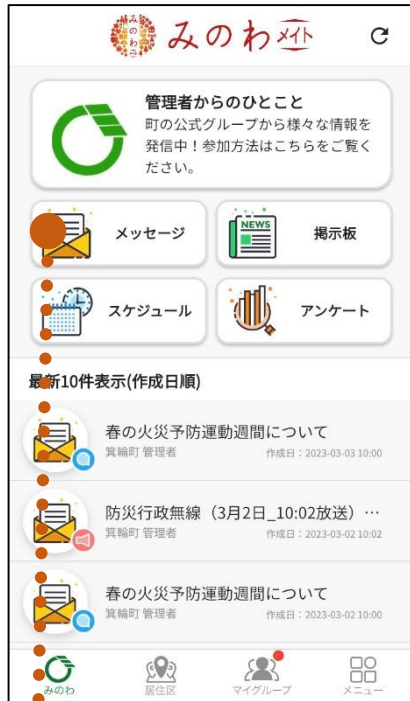 みのわ
みのわメイト
管理者からのひとこと
町の公式グループから様々な情報を
発信中！参加方法はこちらをご覧く
ださい。
メッセージ
NEWS
掲示板
スケジュール
アンケート
最新10件表示(作成日順)
春の火災予防運動週間について
箕輪町 管理者 作成日：2023-03-03 10:00
防災行政無線（3月2日_10:02放送）…
箕輪町 管理者 作成日：2023-03-02 10:02
春の火災予防運動週間について
箕輪町 管理者 作成日：2023-03-02 10:00
みのわ 居住区 マイグループ メニュー